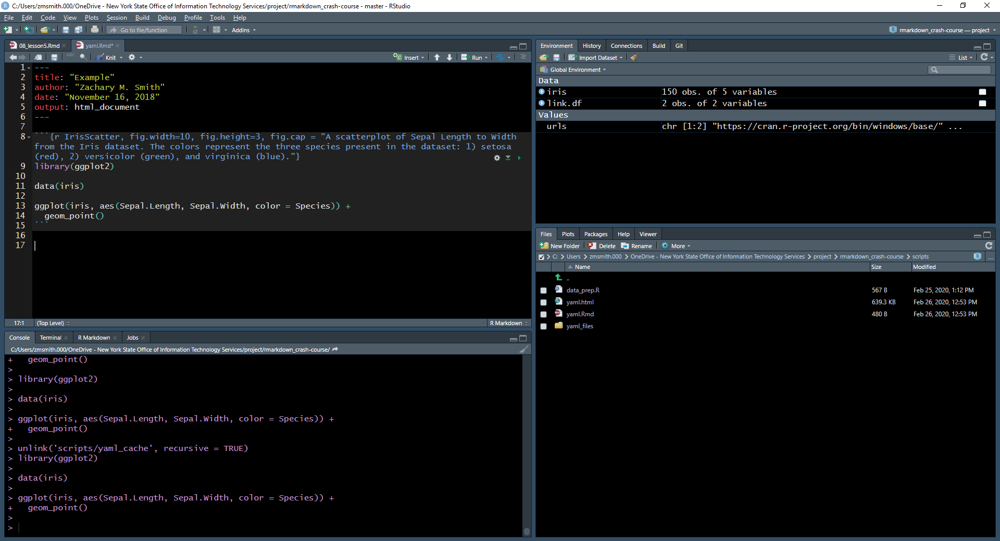 C:/Users/zmsmith.000/OneDrive - New York State Office of Information Technology Services/project/rmarkdown_crash-course - master - RStudio
File Edit Code View Plots Session Build Debug Profile Tools Help
Go to file/function Addins rmarkdown_crash-course — project
08_lesson5.Rmd yaml.Rmd*
ABC Knit Insert Run
1 ---
2 title: "Example"
3 author: "Zachary M. Smith"
4 date: "November 16, 2018"
5 output: html_document
6 ---
7
8 ```{r IrisScatter, fig.width=10, fig.height=3, fig.cap = "A scatterplot of Sepal Length to Width
from the Iris dataset. The colors represent the three species present in the dataset: 1) setosa
(red), 2) versicolor (green), and virginica (blue)."}
9 library(ggplot2)
10
11 data(iris)
12
13 ggplot(iris, aes(Sepal.Length, Sepal.Width, color = Species)) +
14 geom_point()
15 ```
16
17
17:1 (Top Level) R Markdown
Console Terminal R Markdown Jobs
C:/Users/zmsmith.000/OneDrive - New York State Office of Information Technology Services/project/rmarkdown_crash-course/
+ geom_point()
>
> library(ggplot2)
>
> data(iris)
>
> ggplot(iris, aes(Sepal.Length, Sepal.Width, color = Species)) +
+ geom_point()
>
> unlink('scripts/yaml_cache', recursive = TRUE)
> library(ggplot2)
>
> data(iris)
>
> ggplot(iris, aes(Sepal.Length, Sepal.Width, color = Species)) +
+ geom_point()
>
>
Environment History Connections Build Git
Import Dataset List
Global Environment
Data
iris 150 obs. of 5 variables
link.df 2 obs. of 2 variables
Values
urls chr [1:2] "https://cran.r-project.org/bin/windows/base/" ...
Files Plots Packages Help Viewer
New Folder Delete Rename More
C: > Users > zmsmith.000 > OneDrive - New York State Office of Information Technology Services > project > rmarkdown_crash-course > scripts ...
Name Size Modified
..
data_prep.R 567 B Feb 25, 2020, 1:12 PM
yaml.html 639.3 KB Feb 26, 2020, 12:53 PM
yaml.Rmd 480 B Feb 26, 2020, 12:53 PM
yaml_files